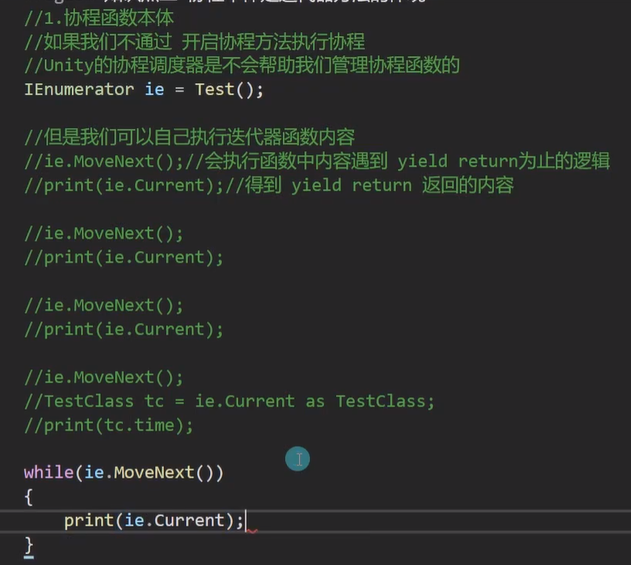 //1.协程函数本体
//如果我们不通过 开启协程方法执行协程
//Unity的协程调度器是不会帮助我们管理协程函数的
IEnumerator ie = Test();
//但是我们可以自己执行迭代器函数内容
//ie.MoveNext();//会执行函数中内容遇到 yield return为止的逻辑
//print(ie.Current);//得到 yield return 返回的内容
//ie.MoveNext();
//print(ie.Current);
//ie.MoveNext();
//print(ie.Current);
//ie.MoveNext();
//TestClass tc = ie.Current as TestClass;
//print(tc.time);
while(ie.MoveNext())
{
print(ie.Current);
}